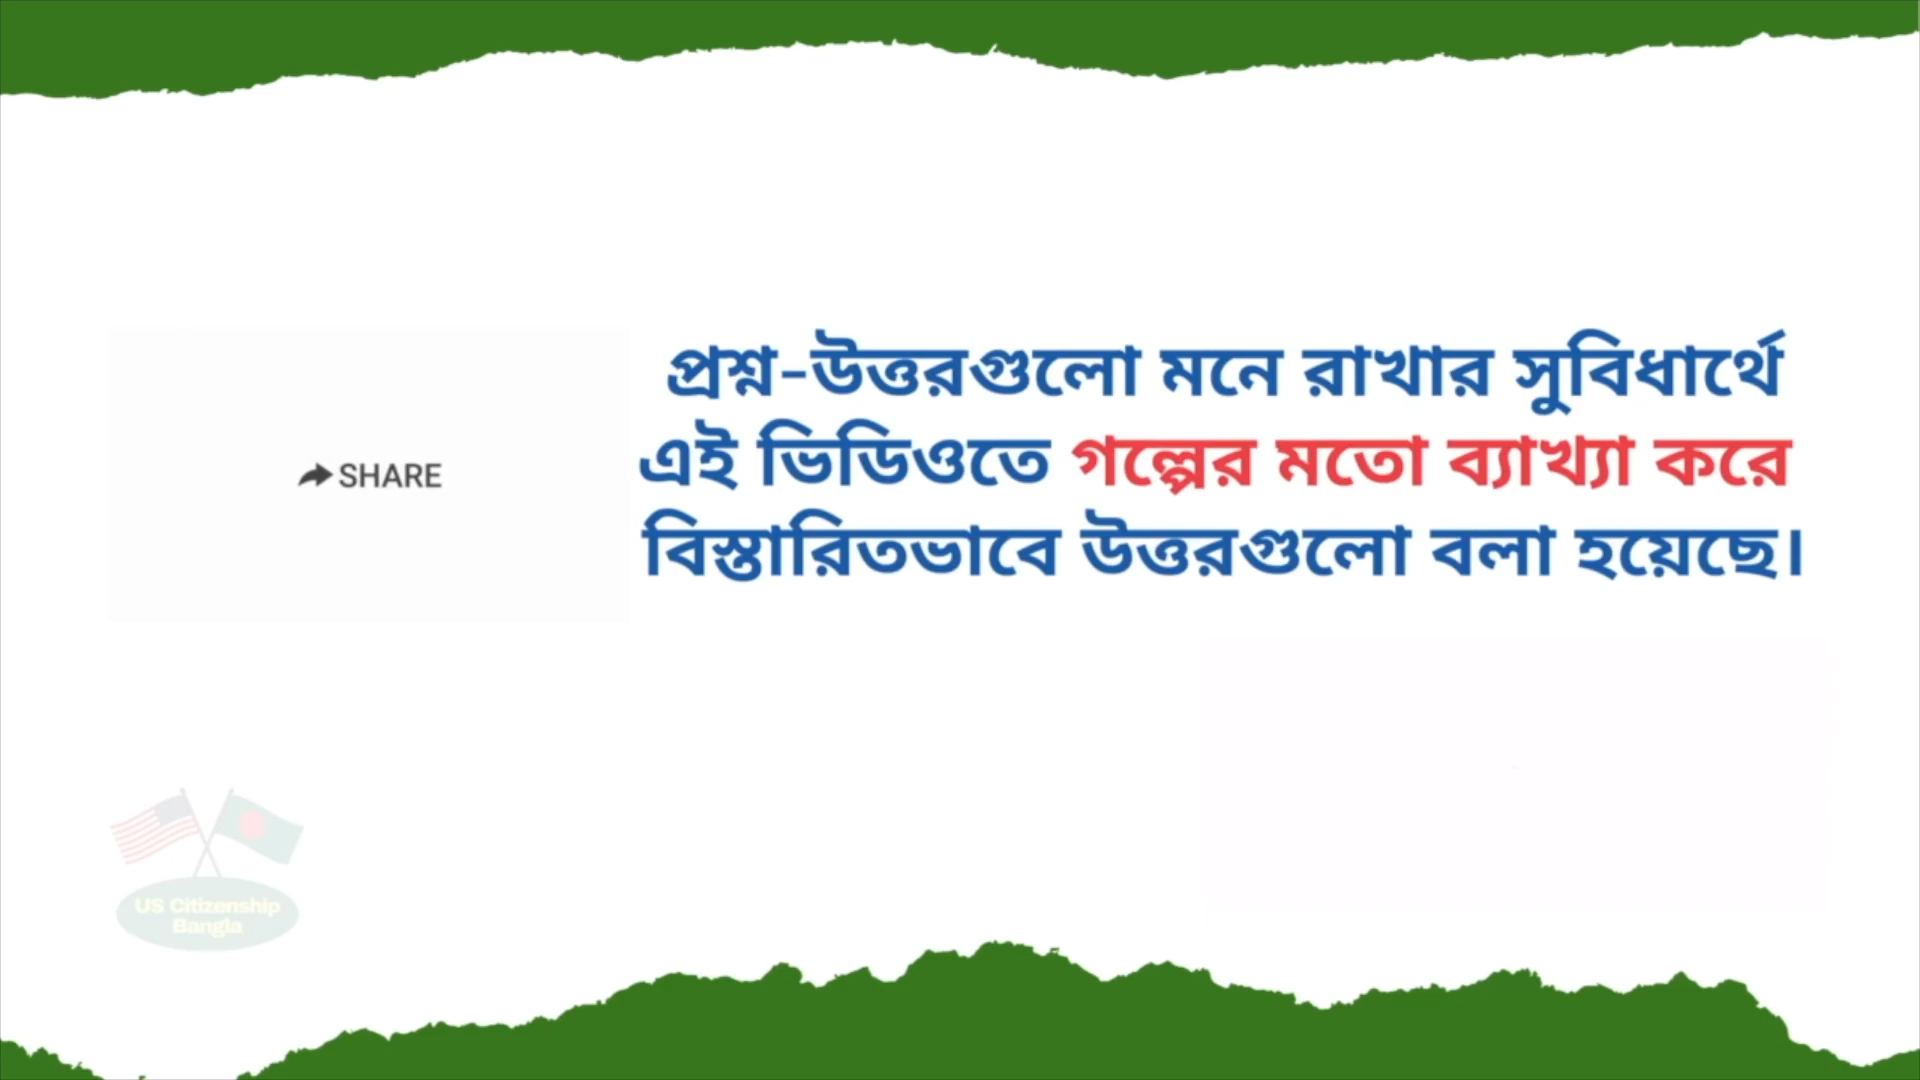 প্রশ্ন-উত্তরগুলো মনে রাখার সুবিধার্থে
এই ভিডিওতে গল্পের মতো ব্যাখ্যা করে
বিস্তারিতভাবে উত্তরগুলো বলা হয়েছে।
SHARE
US Citizenship
Bangla